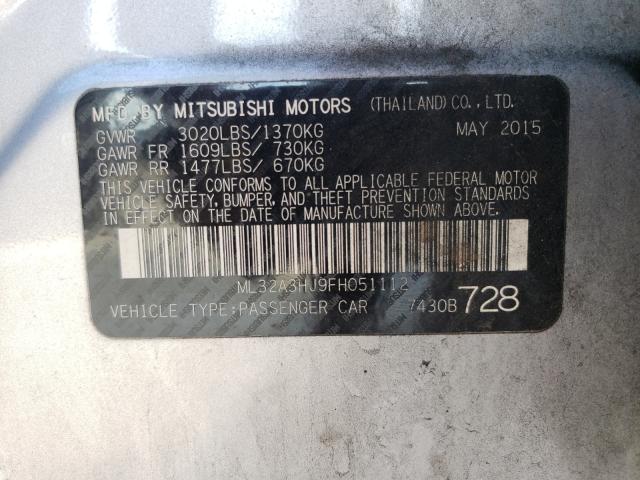 MFD BY MITSUBISHI MOTORS (THAILAND)CO.,LTD.
GVWR 3020LBS/1370KG MAY 2015
GAWR FR 1609LBS/ 730KG
GAWR RR 1477LBS/ 670KG
THIS VEHICLE CONFORMS TO ALL APPLICABLE FEDERAL MOTOR
VEHICLE SAFETY, BUMPER, AND THEFT PREVENTION STANDARDS
IN EFFECT ON THE DATE OF MANUFACTURE SHOWN ABOVE.
ML32A3HJ9FH051112
VEHICLE TYPE:PASSENGER CAR 7430B 728